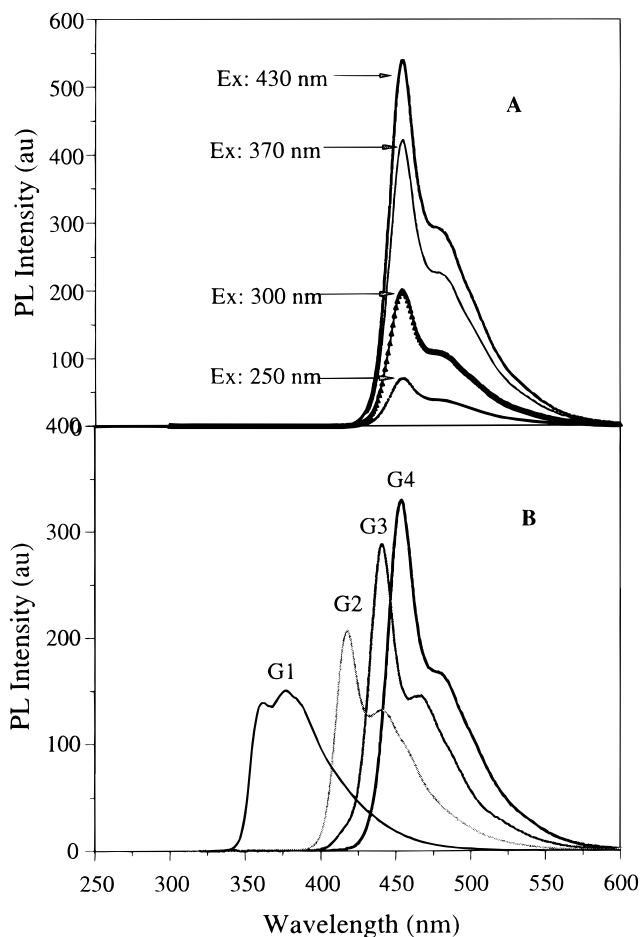 600
500
400
300
200
100
0
PL Intensity (au)
A
Ex: 430 nm
Ex: 370 nm
Ex: 300 nm
Ex: 250 nm
400
300
200
100
0
PL Intensity (au)
B
G4
G3
G2
G1
250 300 350 400 450 500 550 600
Wavelength (nm)